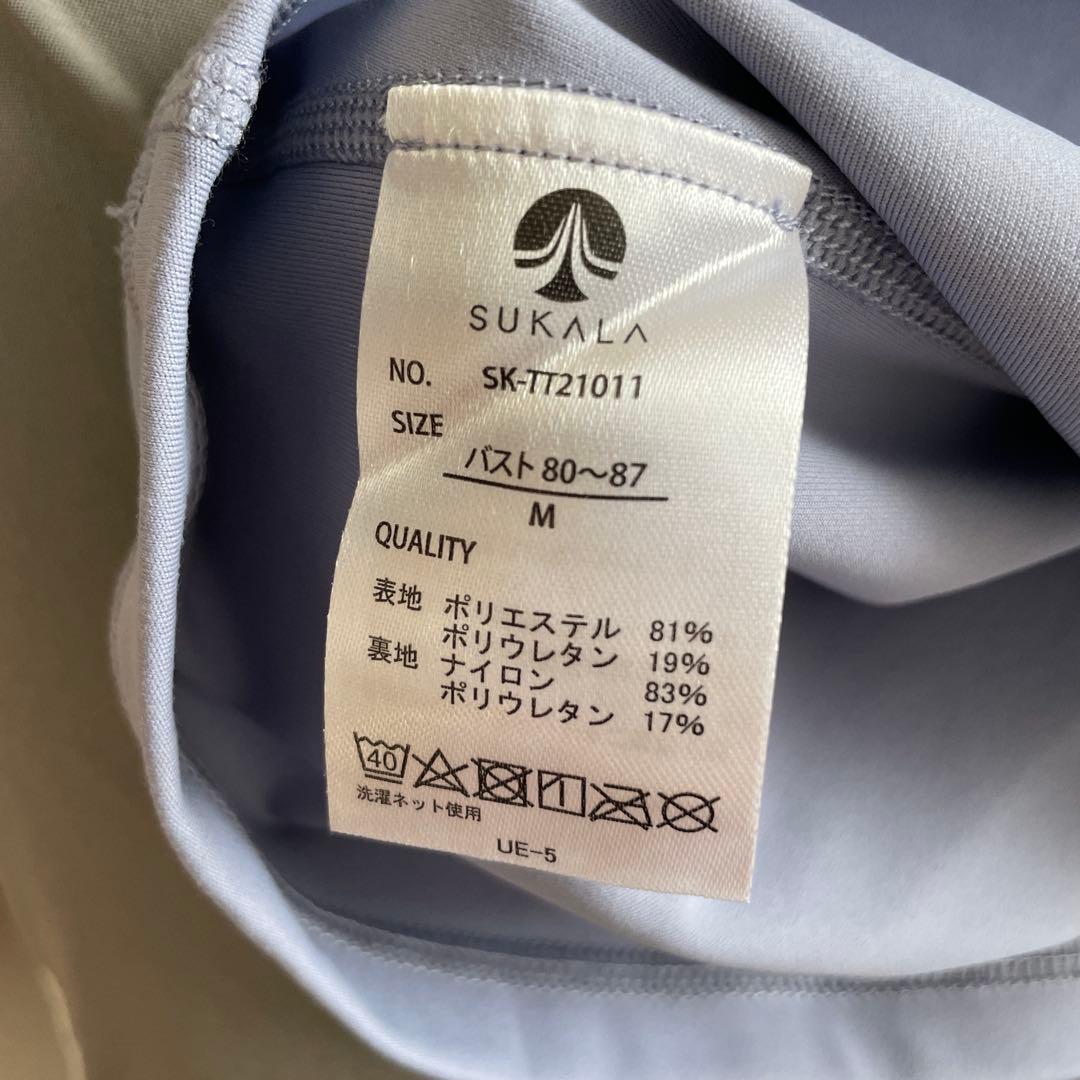 SUKALA
NO. SK-TT21011
SIZE
バスト 80～87
M
QUALITY
表地 ポリエステル 81%
ポリウレタン 19%
裏地 ナイロン 83%
ポリウレタン 17%
40
洗濯ネット使用
UE-5